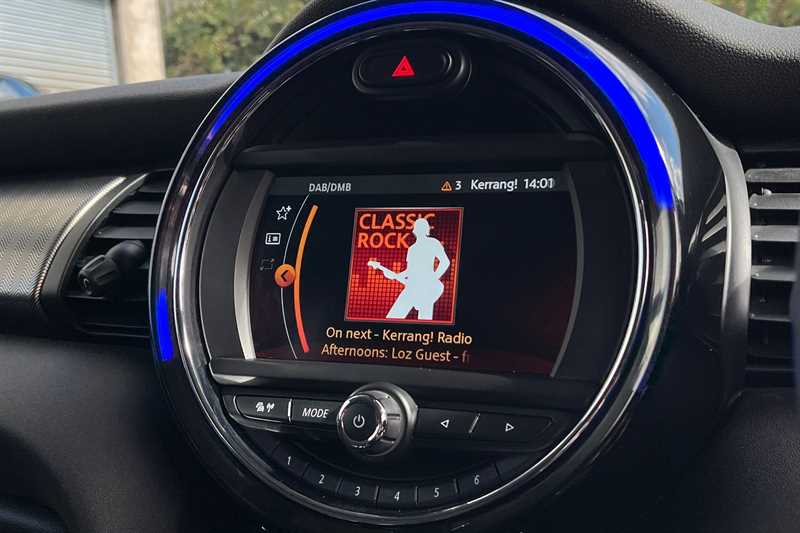 DAB/DMB
3 Kerrang! 14:01
CLASSIC
ROCK
On next - Kerrang! Radio
Afternoons: Loz Guest - f
MODE
1
2
3
4
5
6